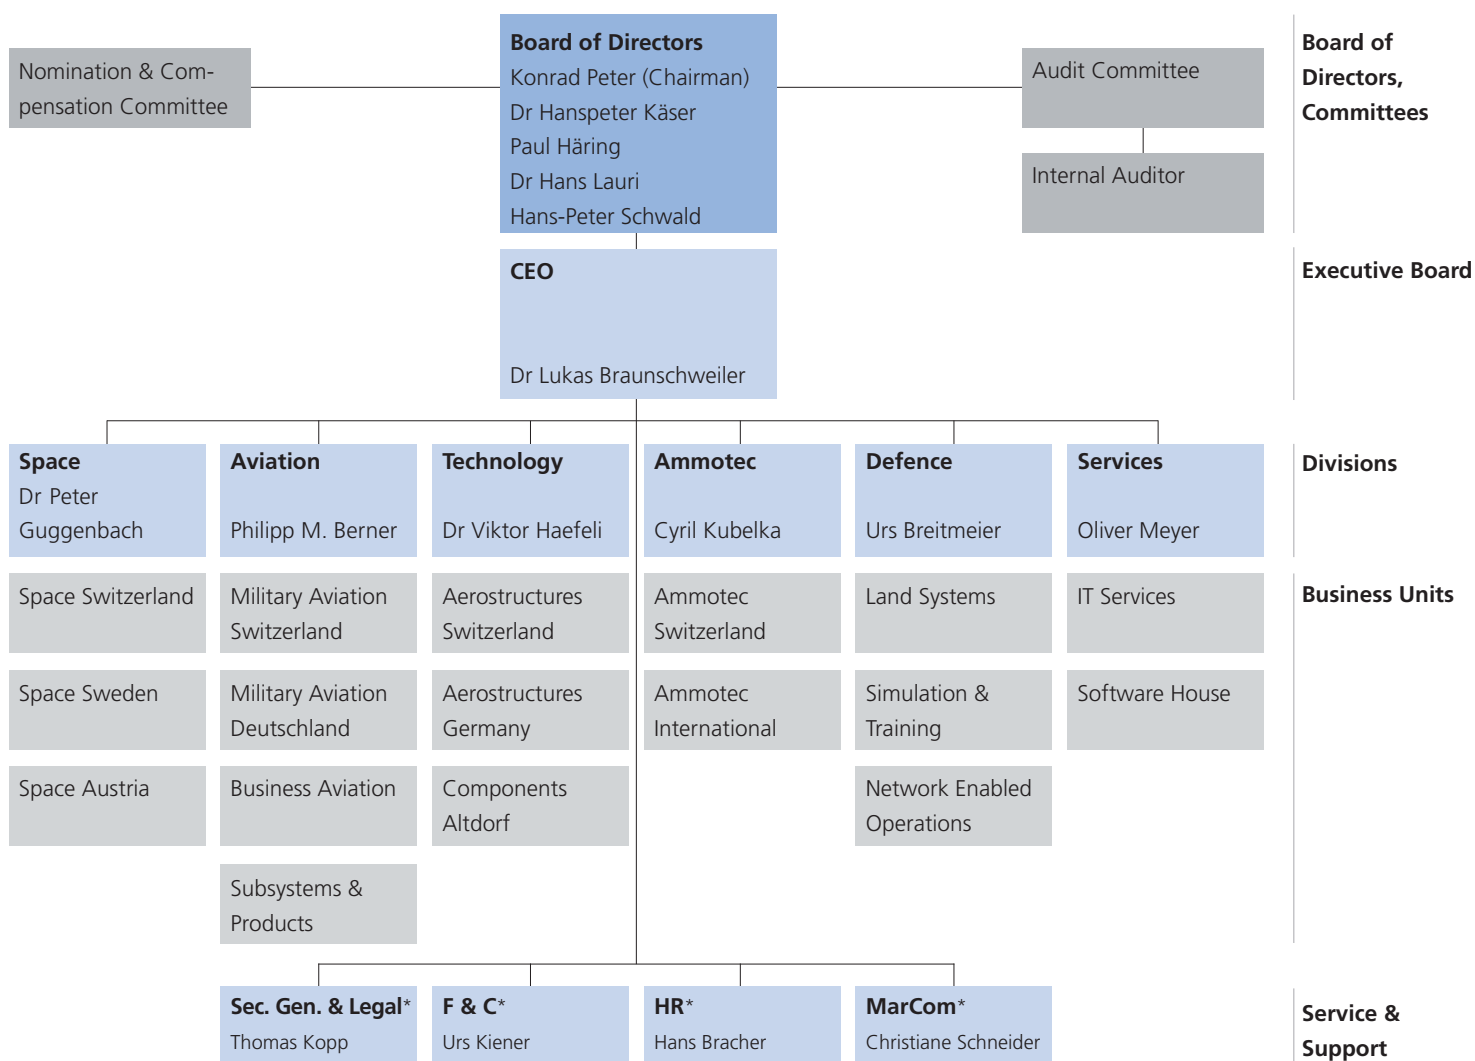 Nomination & Com-
pensation Committee
Board of Directors
Konrad Peter (Chairman)
Dr Hanspeter Käser
Paul Häring
Dr Hans Lauri
Hans-Peter Schwald
Audit Committee
Internal Auditor
Board of
Directors,
Committees
CEO
Dr Lukas Braunschweiler
Executive Board
Space
Dr Peter
Guggenbach
Aviation
Philipp M. Berner
Technology
Dr Viktor Haefeli
Ammotec
Cyril Kubelka
Defence
Urs Breitmeier
Services
Oliver Meyer
Divisions
Space Switzerland
Military Aviation
Switzerland
Aerostructures
Switzerland
Ammotec
Switzerland
Land Systems
IT Services
Business Units
Space Sweden
Military Aviation
Deutschland
Aerostructures
Germany
Ammotec
International
Simulation &
Training
Software House
Space Austria
Business Aviation
Components
Altdorf
Network Enabled
Operations
Subsystems &
Products
Sec. Gen. & Legal*
Thomas Kopp
F & C*
Urs Kiener
HR*
Hans Bracher
MarCom*
Christiane Schneider
Service &
Support